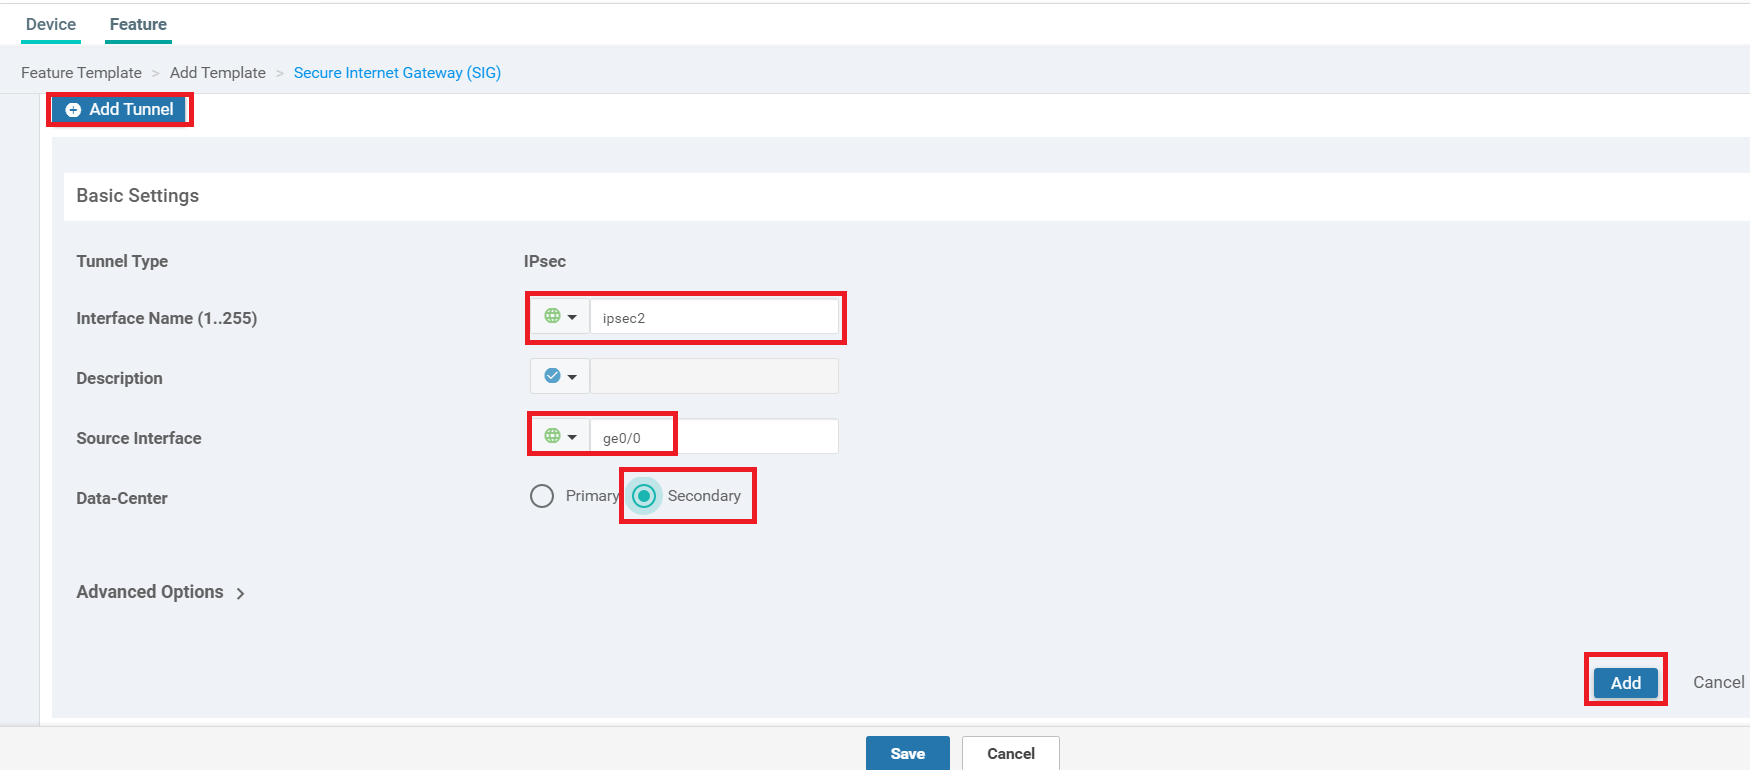 Device Feature
Feature Template > Add Template > Secure Internet Gateway (SIG)
Add Tunnel
Basic Settings
Tunnel Type IPsec
Interface Name (1..255) ipsec2
Description
Source Interface ge0/0
Data-Center Primary Secondary
Advanced Options >
Add Cancel
Save Cancel